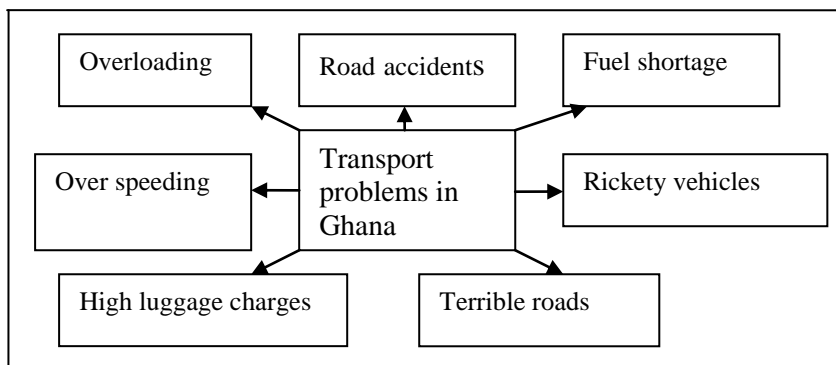 Overloading
Road accidents
Fuel shortage
Over speeding
Transport
problems in
Ghana
Rickety vehicles
High luggage charges
Terrible roads